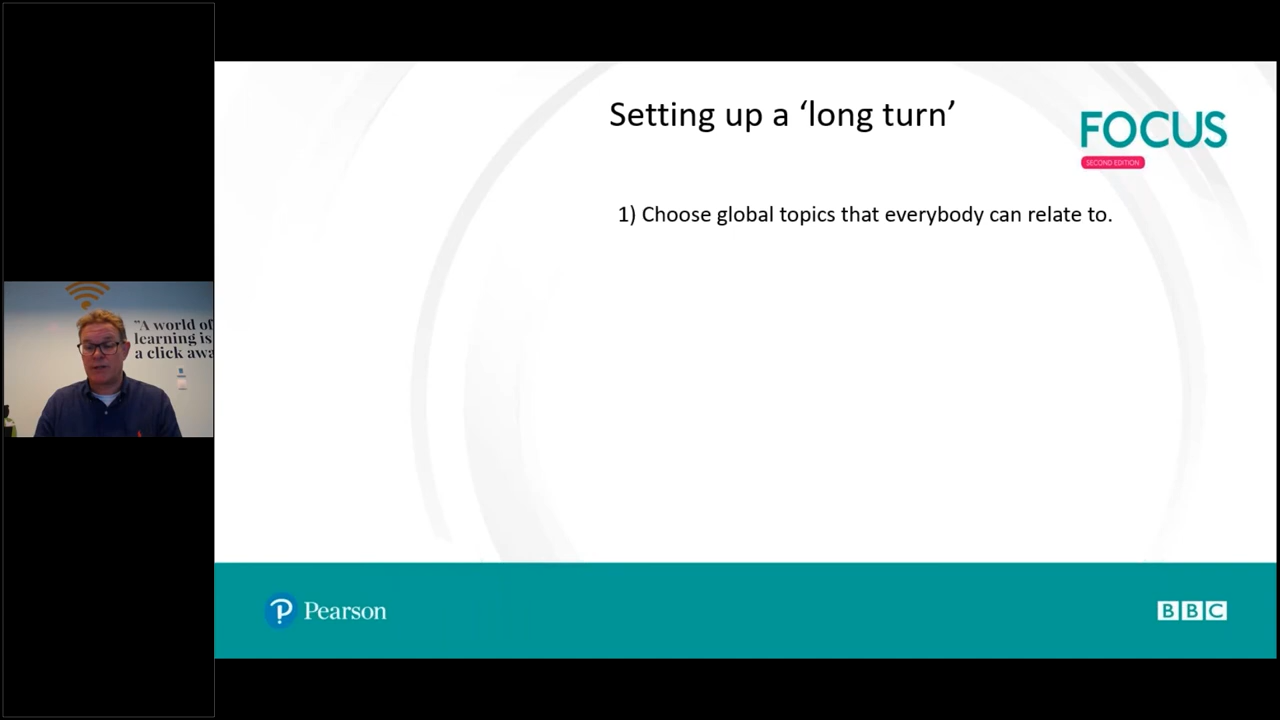 Setting up a ‘long turn’
FOCUS
SECOND EDITION
1) Choose global topics that everybody can relate to.
"A world of
learning is
a click awa
Pearson
BBC